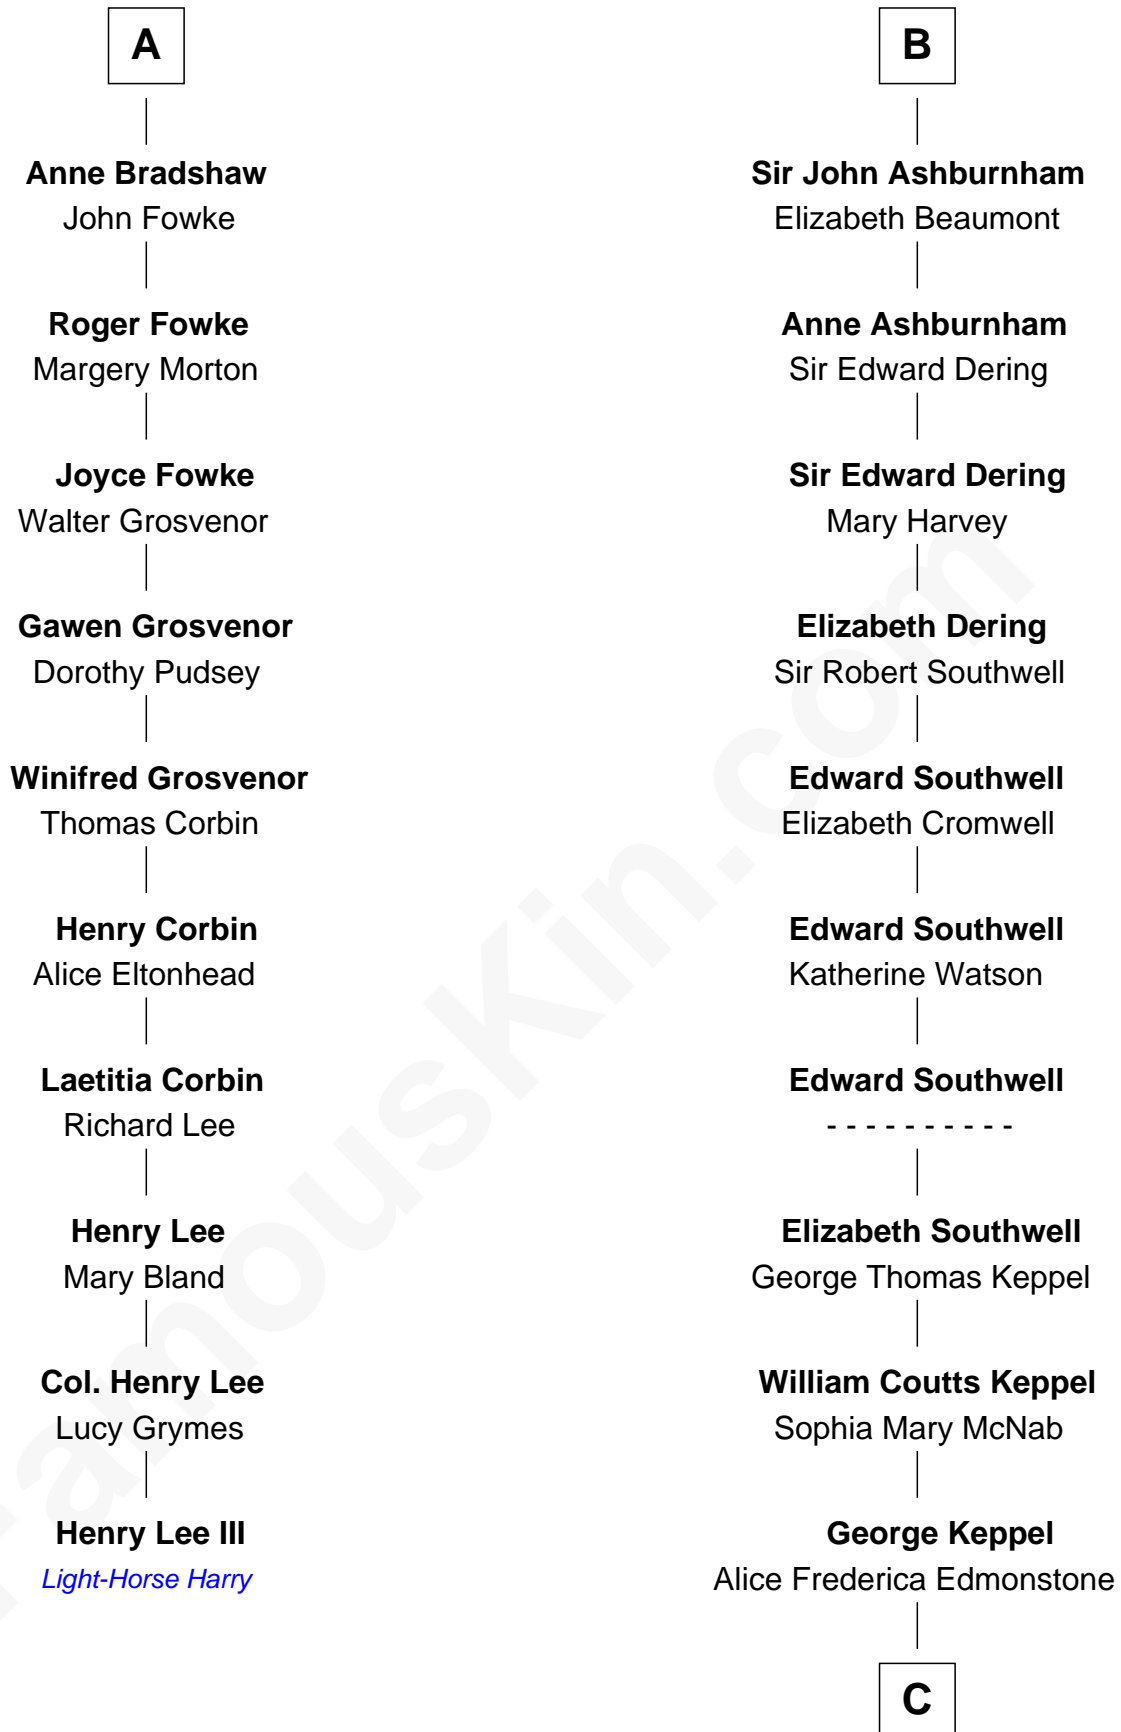 A
Anne Bradshaw
John Fowke
Roger Fowke
Margery Morton
Joyce Fowke
Walter Grosvenor
Gawen Grosvenor
Dorothy Pudsey
Winifred Grosvenor
Thomas Corbin
Henry Corbin
Alice Eltonhead
Laetitia Corbin
Richard Lee
Henry Lee
Mary Bland
Col. Henry Lee
Lucy Grymes
Henry Lee III
Light-Horse Harry
B
Sir John Ashburnham
Elizabeth Beaumont
Anne Ashburnham
Sir Edward Dering
Sir Edward Dering
Mary Harvey
Elizabeth Dering
Sir Robert Southwell
Edward Southwell
Elizabeth Cromwell
Edward Southwell
Katherine Watson
Edward Southwell
- - - - - - - - - -
Elizabeth Southwell
George Thomas Keppel
William Coutts Keppel
Sophia Mary McNab
George Keppel
Alice Frederica Edmonstone
C
FamousKin.com